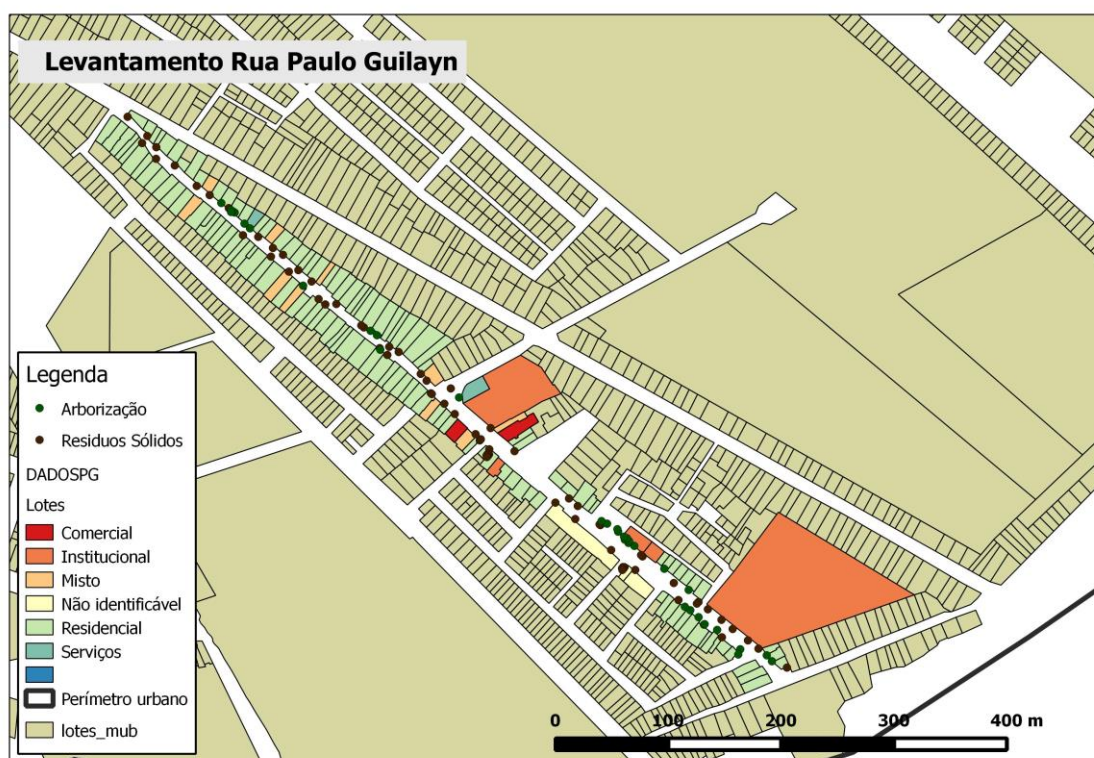 Levantamento Rua Paulo Guilayn
Legenda
Arborização
Residuos Sólidos
DADOSPG
Lotes
Comercial
Institucional
Misto
Não identificável
Residencial
Serviços
Perímetro urbano
lotes_mub
0 100 200 300 400 m